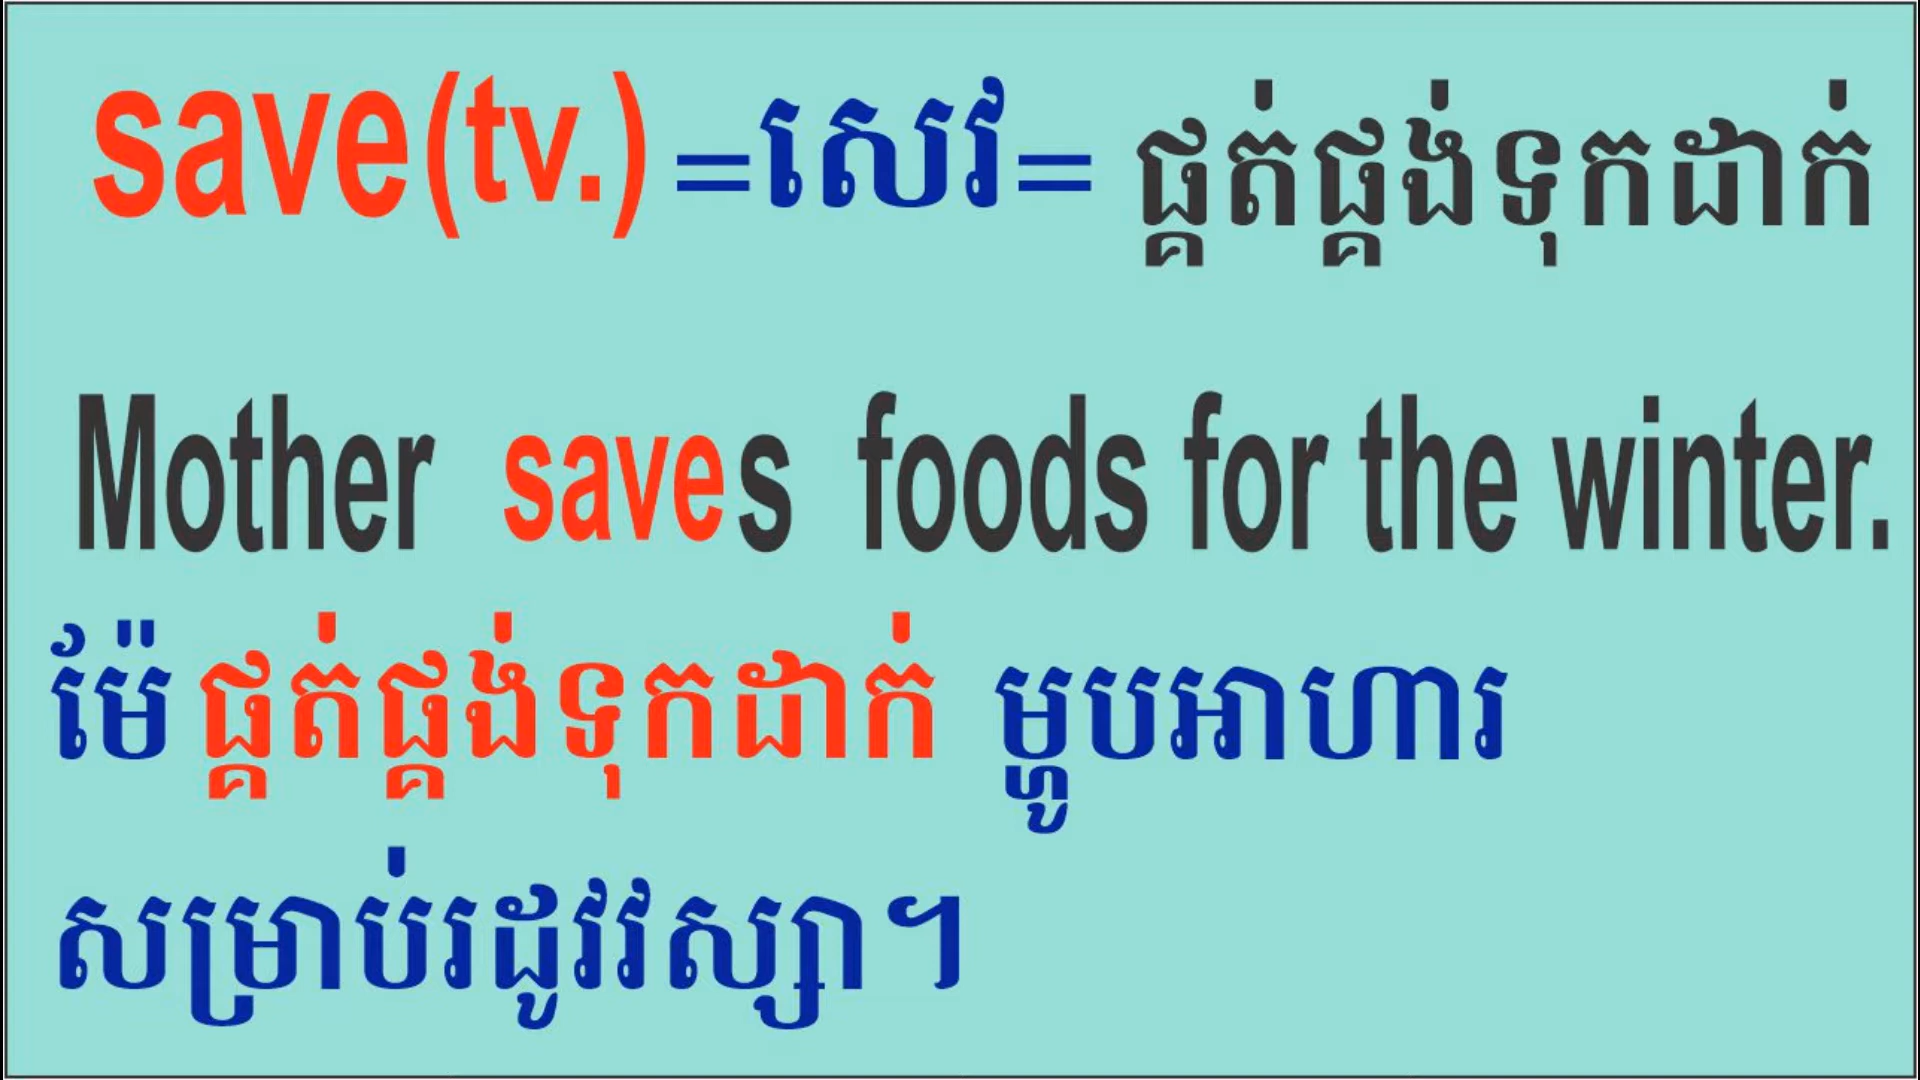 save(tv.) =សេវ= ផ្គត់ផ្គង់ទុកដាក់
Mother saves foods for the winter.
ម៉ែ ផ្គត់ផ្គង់ទុកដាក់ ម្ហូបអាហារ
សម្រាប់រដូវវស្សា។